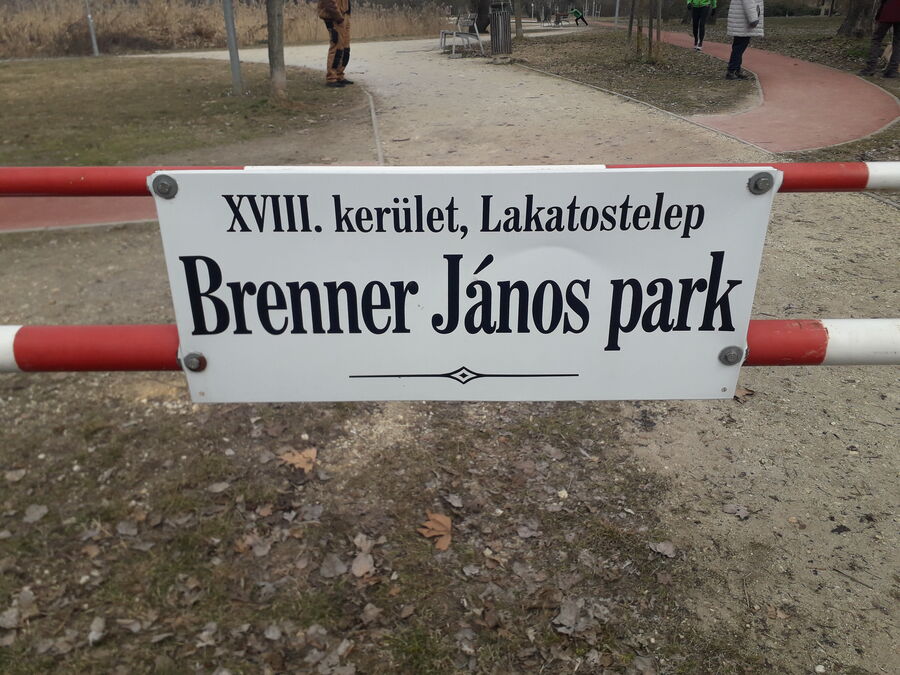 XVIII. kerület, Lakatostelep
Brenner János park